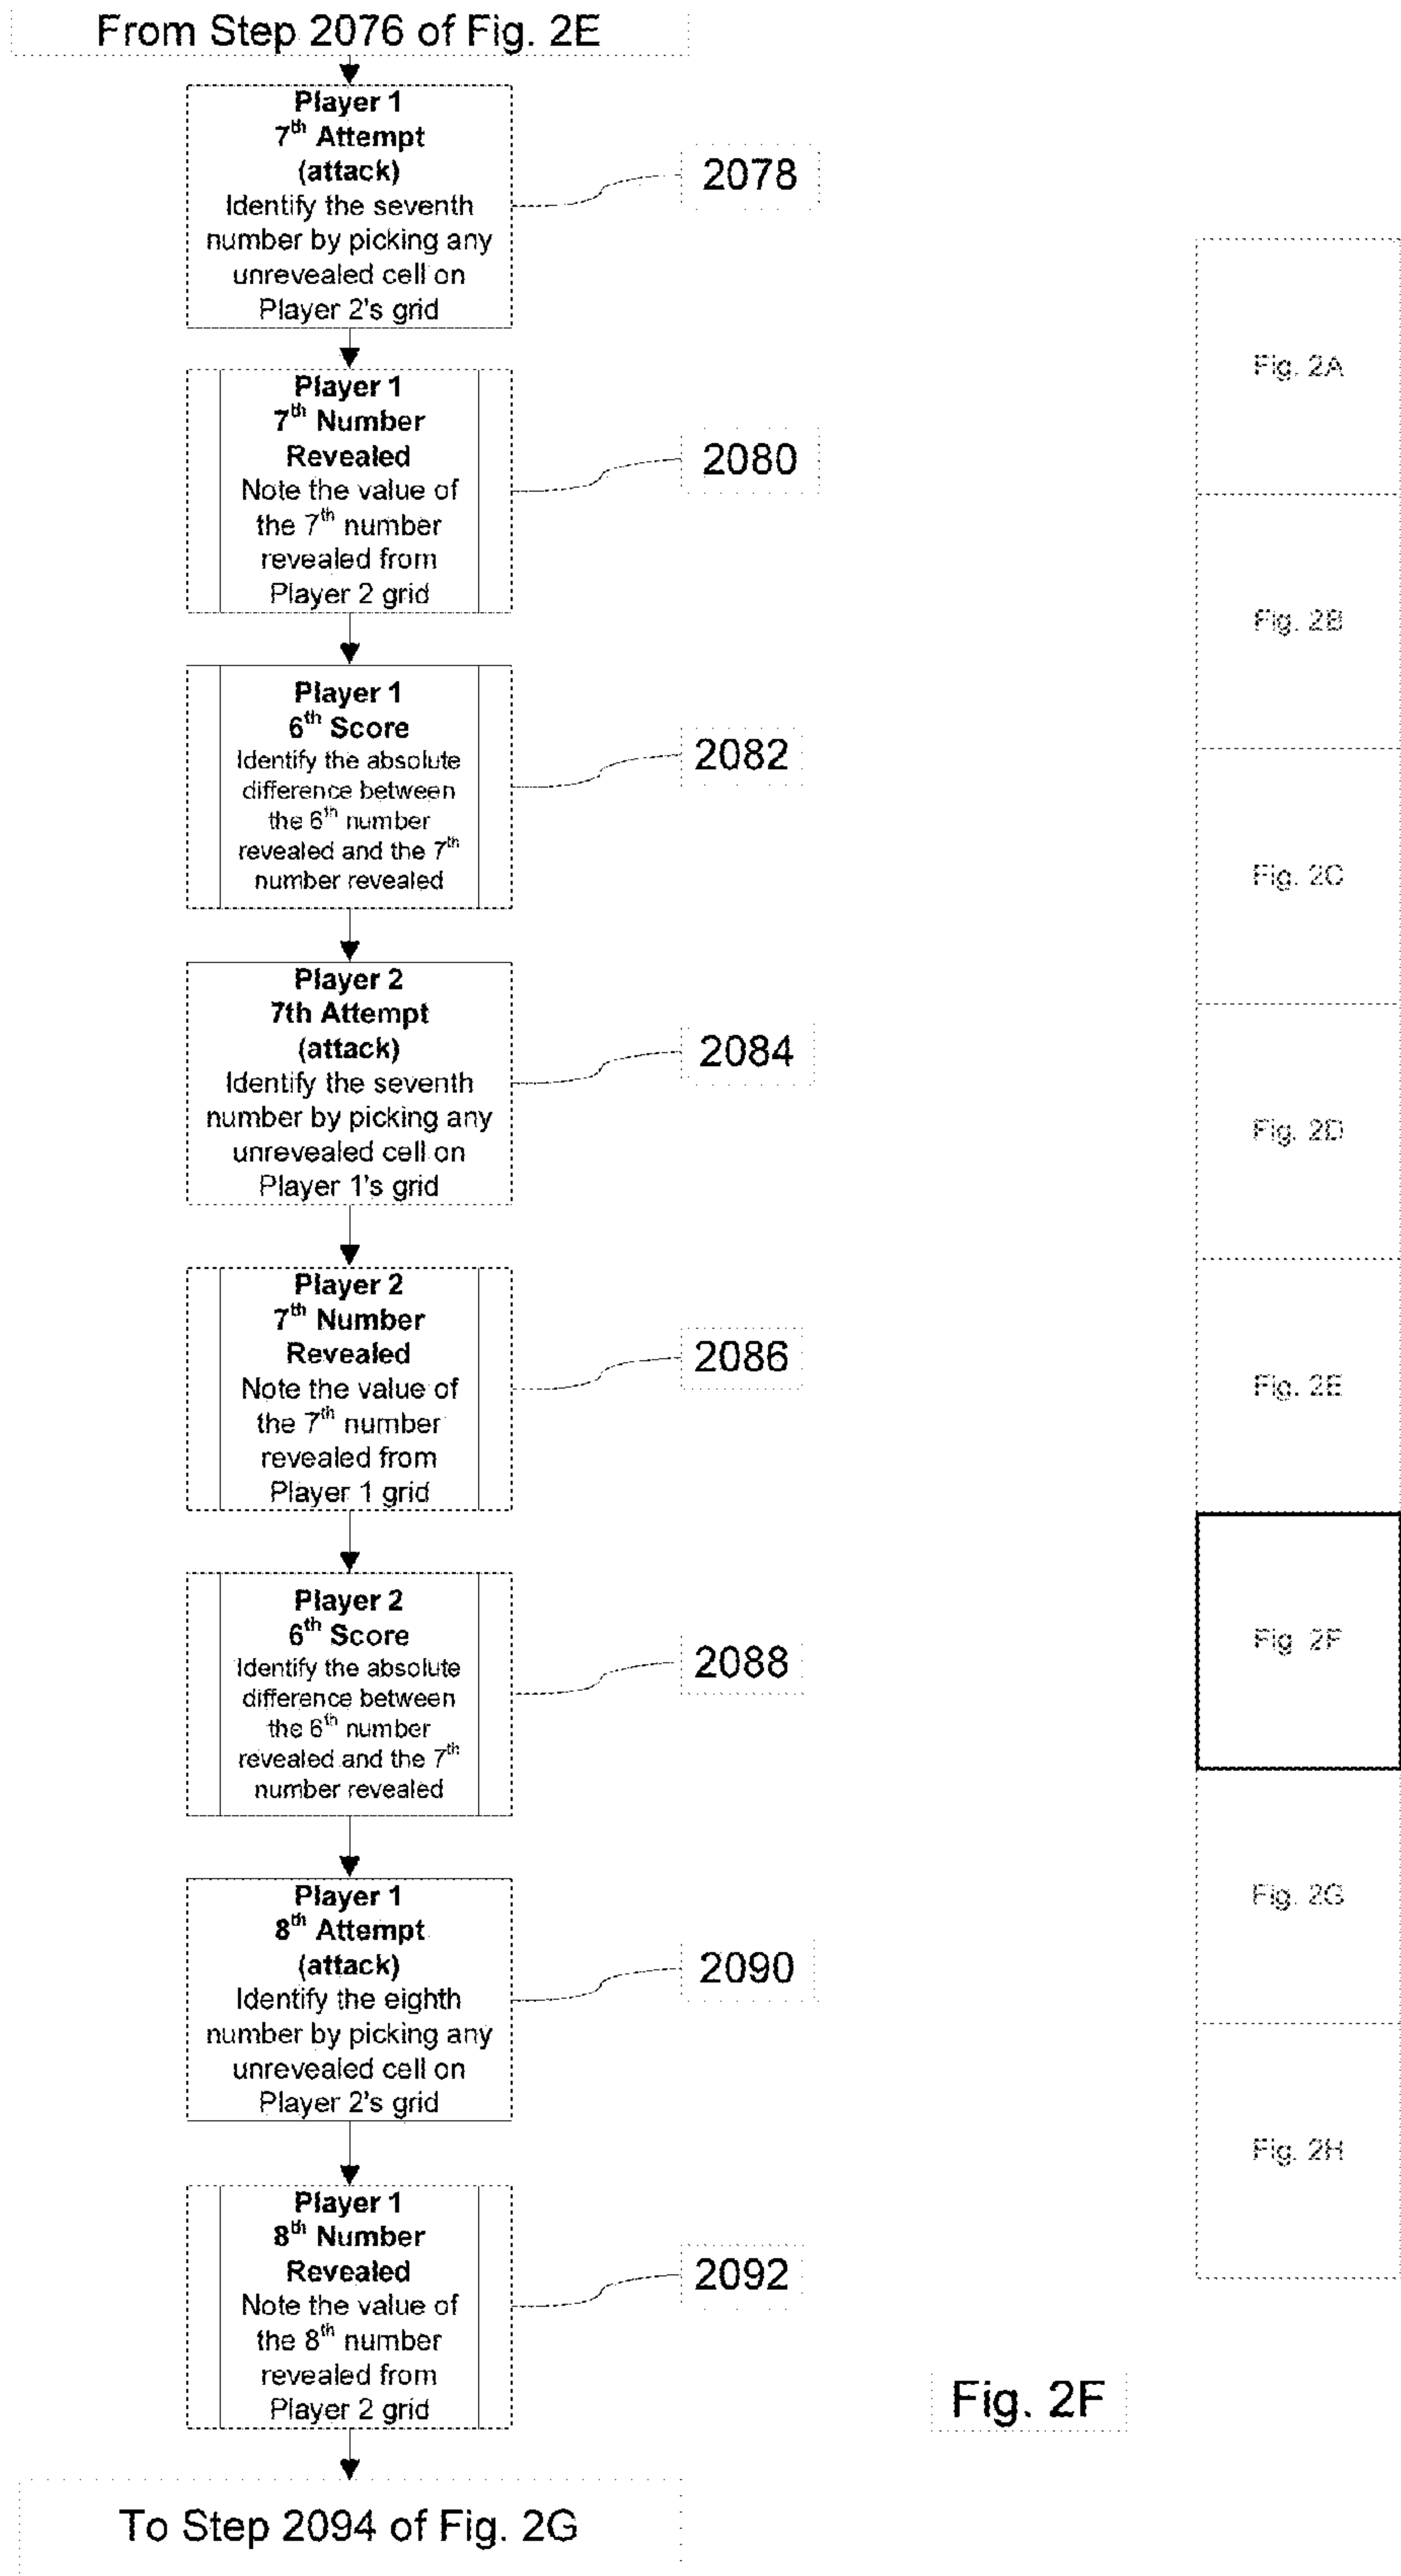 From Step 2076 of Fig. 2E
Player 1
7th Attempt
(attack)
Identify the seventh
number by picking any
unrevealed cell on
Player 2's grid
2078
Player 1
7th Number
Revealed
Note the value of
the 7th number
revealed from
Player 2 grid
2080
Player 1
6th Score
Identify the absolute
difference between
the 6th number
revealed and the 7th
number revealed
2082
Player 2
7th Attempt
(attack)
Identify the seventh
number by picking any
unrevealed cell on
Player 1's grid
2084
Player 2
7th Number
Revealed
Note the value of
the 7th number
revealed from
Player 1 grid
2086
Player 2
6th Score
Identify the absolute
difference between
the 6th number
revealed and the 7th
number revealed
2088
Player 1
8th Attempt
(attack)
Identify the eighth
number by picking any
unrevealed cell on
Player 2's grid
2090
Player 1
8th Number
Revealed
Note the value of
the 8th number
revealed from
Player 2 grid
2092
To Step 2094 of Fig. 2G
Fig. 2A
Fig. 2B
Fig. 2C
Fig. 2D
Fig. 2E
Fig. 2F
Fig. 2G
Fig. 2H
Fig. 2F